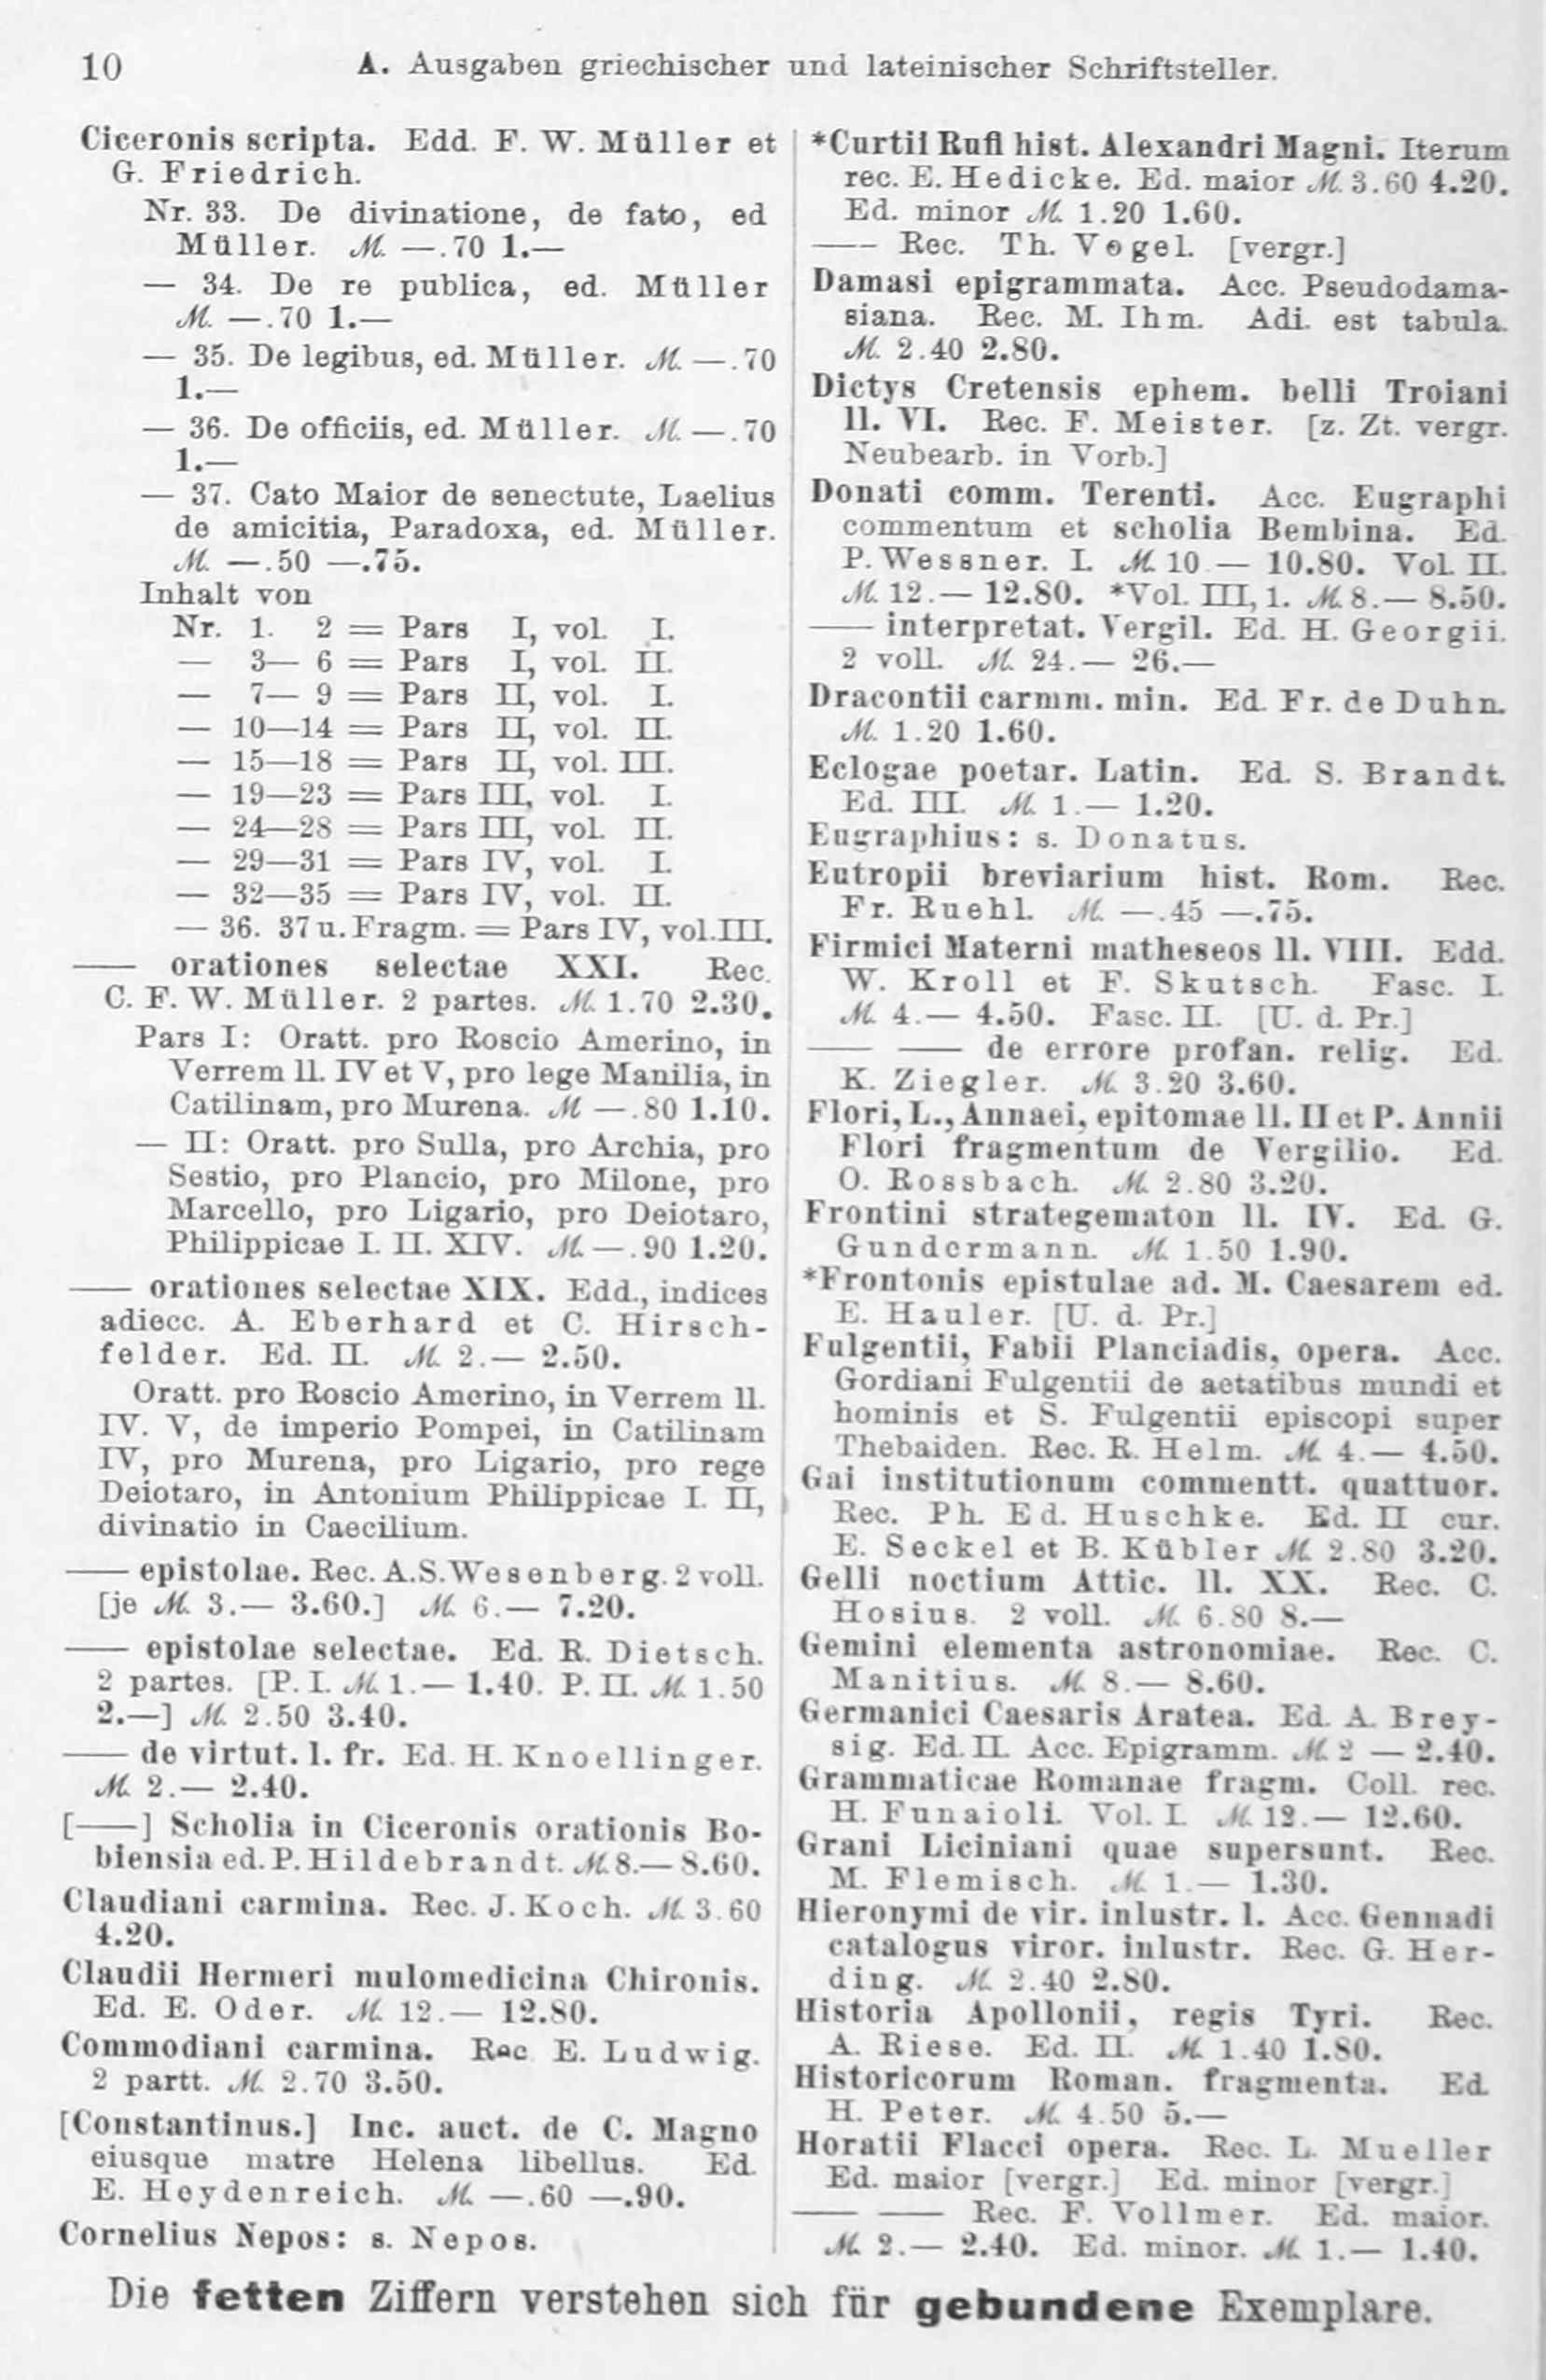 10 A. Ausgaben griechischer und lateinischer Schriftsteller.
Ciceronis scripta. Edd. F. W. Müller et
G. Friedrich.
Nr. 33. De divinatione, de fato, ed
Müller. M. —.70 1.—
— 34. De re publica, ed. Müller
M. —.70 1.—
— 35. De legibus, ed. Müller. M. —.70
1.—
— 36. De officiis, ed. Müller. M. —.70
1.—
— 37. Cato Maior de senectute, Laelius
de amicitia, Paradoxa, ed. Müller.
M. —.50 —.75.
Inhalt von
Nr. 1. 2 = Pars I, vol. I.
— 3— 6 = Pars I, vol. II.
— 7— 9 = Pars II, vol. I.
— 10—14 = Pars II, vol. II.
— 15—18 = Pars II, vol. III.
— 19—23 = Pars III, vol. I.
— 24—28 = Pars III, vol. II.
— 29—31 = Pars IV, vol. I.
— 32—35 = Pars IV, vol. II.
— 36. 37 u. Fragm. = Pars IV, vol. III.
—— orationes selectae XXI. Rec.
C. F. W. Müller. 2 partes. M. 1.70 2.30.
Pars I: Oratt. pro Roscio Amerino, in
Verrem ll. IV et V, pro lege Manilia, in
Catilinam, pro Murena. M —.80 1.10.
— II: Oratt. pro Sulla, pro Archia, pro
Sestio, pro Plancio, pro Milone, pro
Marcello, pro Ligario, pro Deiotaro,
Philippicae I. II. XIV. M. —.90 1.20.
—— orationes selectae XIX. Edd., indices
adiecc. A. Eberhard et C. Hirsch-
felder. Ed. II. M. 2.— 2.50.
Oratt. pro Roscio Amerino, in Verrem ll.
IV. V, de imperio Pompei, in Catilinam
IV, pro Murena, pro Ligario, pro rege
Deiotaro, in Antonium Philippicae I. II,
divinatio in Caecilium.
—— epistolae. Rec. A.S. Wesenberg. 2 voll.
[je M. 3.— 3.60.] M. 6.— 7.20.
—— epistolae selectae. Ed. R. Dietsch.
2 partes. [P. I. M. 1.— 1.40. P. II. M. 1.50
2.—] M. 2.50 3.40.
—— de virtut. l. fr. Ed. H. Knoellinger.
M. 2.— 2.40.
[——] Scholia in Ciceronis orationis Bo-
biensia ed. P. Hildebrandt. M. 8.— 8.60.
Claudiani carmina. Rec. J. Koch. M. 3.60
4.20.
Claudii Hermeri mulomedicina Chironis.
Ed. E. Oder. M. 12.— 12.80.
Commodiani carmina. Rec E. Ludwig.
2 partt. M. 2.70 3.50.
[Constantinus.] Inc. auct. de C. Magno
eiusque matre Helena libellus. Ed.
E. Heydenreich. M. —.60 —.90.
Cornelius Nepos: s. Nepos.
*Curtii Rufi hist. Alexandri Magni. Iterum
rec. E. Hedicke. Ed. maior M. 3.60 4.20.
Ed. minor M. 1.20 1.60.
—— Rec. Th. Vogel. [vergr.]
Damasi epigrammata. Acc. Pseudodama-
siana. Rec. M. Ihm. Adi. est tabula.
M. 2.40 2.80.
Dictys Cretensis ephem. belli Troiani
ll. VI. Rec. F. Meister. [z. Zt. vergr.
Neubearb. in Vorb.]
Donati comm. Terenti. Acc. Eugraphi
commentum et scholia Bembina. Ed.
P. Wessner. I. M. 10.— 10.80. Vol. II.
M. 12.— 12.80. *Vol. III, 1. M. 8.— 8.50.
—— interpretat. Vergil. Ed. H. Georgii.
2 voll. M. 24.— 26.—
Dracontii carmm. min. Ed. Fr. de Duhn.
M. 1.20 1.60.
Eclogae poetar. Latin. Ed. S. Brandt.
Ed. III. M. 1.— 1.20.
Eugraphius: s. Donatus.
Eutropii breviarium hist. Rom. Rec.
Fr. Ruehl. M. —.45 —.75.
Firmici Materni matheseos ll. VIII. Edd.
W. Kroll et F. Skutsch. Fasc. I.
M. 4.— 4.50. Fasc. II. [U. d. Pr.]
—— —— de errore profan. relig. Ed.
K. Ziegler. M. 3.20 3.60.
Flori, L., Annaei, epitomae ll. II et P. Annii
Flori fragmentum de Vergilio. Ed.
O. Rossbach. M. 2.80 3.20.
Frontini strategematon ll. IV. Ed. G.
Gundermann. M. 1.50 1.90.
*Frontonis epistulae ad. M. Caesarem ed.
E. Hauler. [U. d. Pr.]
Fulgentii, Fabii Planciadis, opera. Acc.
Gordiani Fulgentii de aetatibus mundi et
hominis et S. Fulgentii episcopi super
Thebaiden. Rec. R. Helm. M. 4.— 4.50.
Gai institutionum commentt. quattuor.
Rec. Ph. Ed. Huschke. Ed. II cur.
E. Seckel et B. Kübler M. 2.80 3.20.
Gelli noctium Attic. ll. XX. Rec. C.
Hosius. 2 voll. M. 6.80 8.—
Gemini elementa astronomiae. Rec. C.
Manitius. M. 8.— 8.60.
Germanici Caesaris Aratea. Ed. A. Brey-
sig. Ed. II. Acc. Epigramm. M. 2 — 2.40.
Grammaticae Romanae fragm. Coll. rec.
H. Funaioli. Vol. I. M. 12.— 12.60.
Grani Liciniani quae supersunt. Rec.
M. Flemisch. M. 1.— 1.30.
Hieronymi de vir. inlustr. l. Acc. Gennadi
catalogus viror. inlustr. Rec. G. Her-
ding. M. 2.40 2.80.
Historia Apollonii, regis Tyri. Rec.
A. Riese. Ed. II. M. 1.40 1.80.
Historicorum Roman. fragmenta. Ed.
H. Peter. M. 4.50 5.—
Horatii Flacci opera. Rec. L. Mueller
Ed. maior [vergr.] Ed. minor [vergr.]
—— —— Rec. F. Vollmer. Ed. maior.
M. 2.— 2.40. Ed. minor. M. 1.— 1.40.
Die fetten Ziffern verstehen sich für gebundene Exemplare.